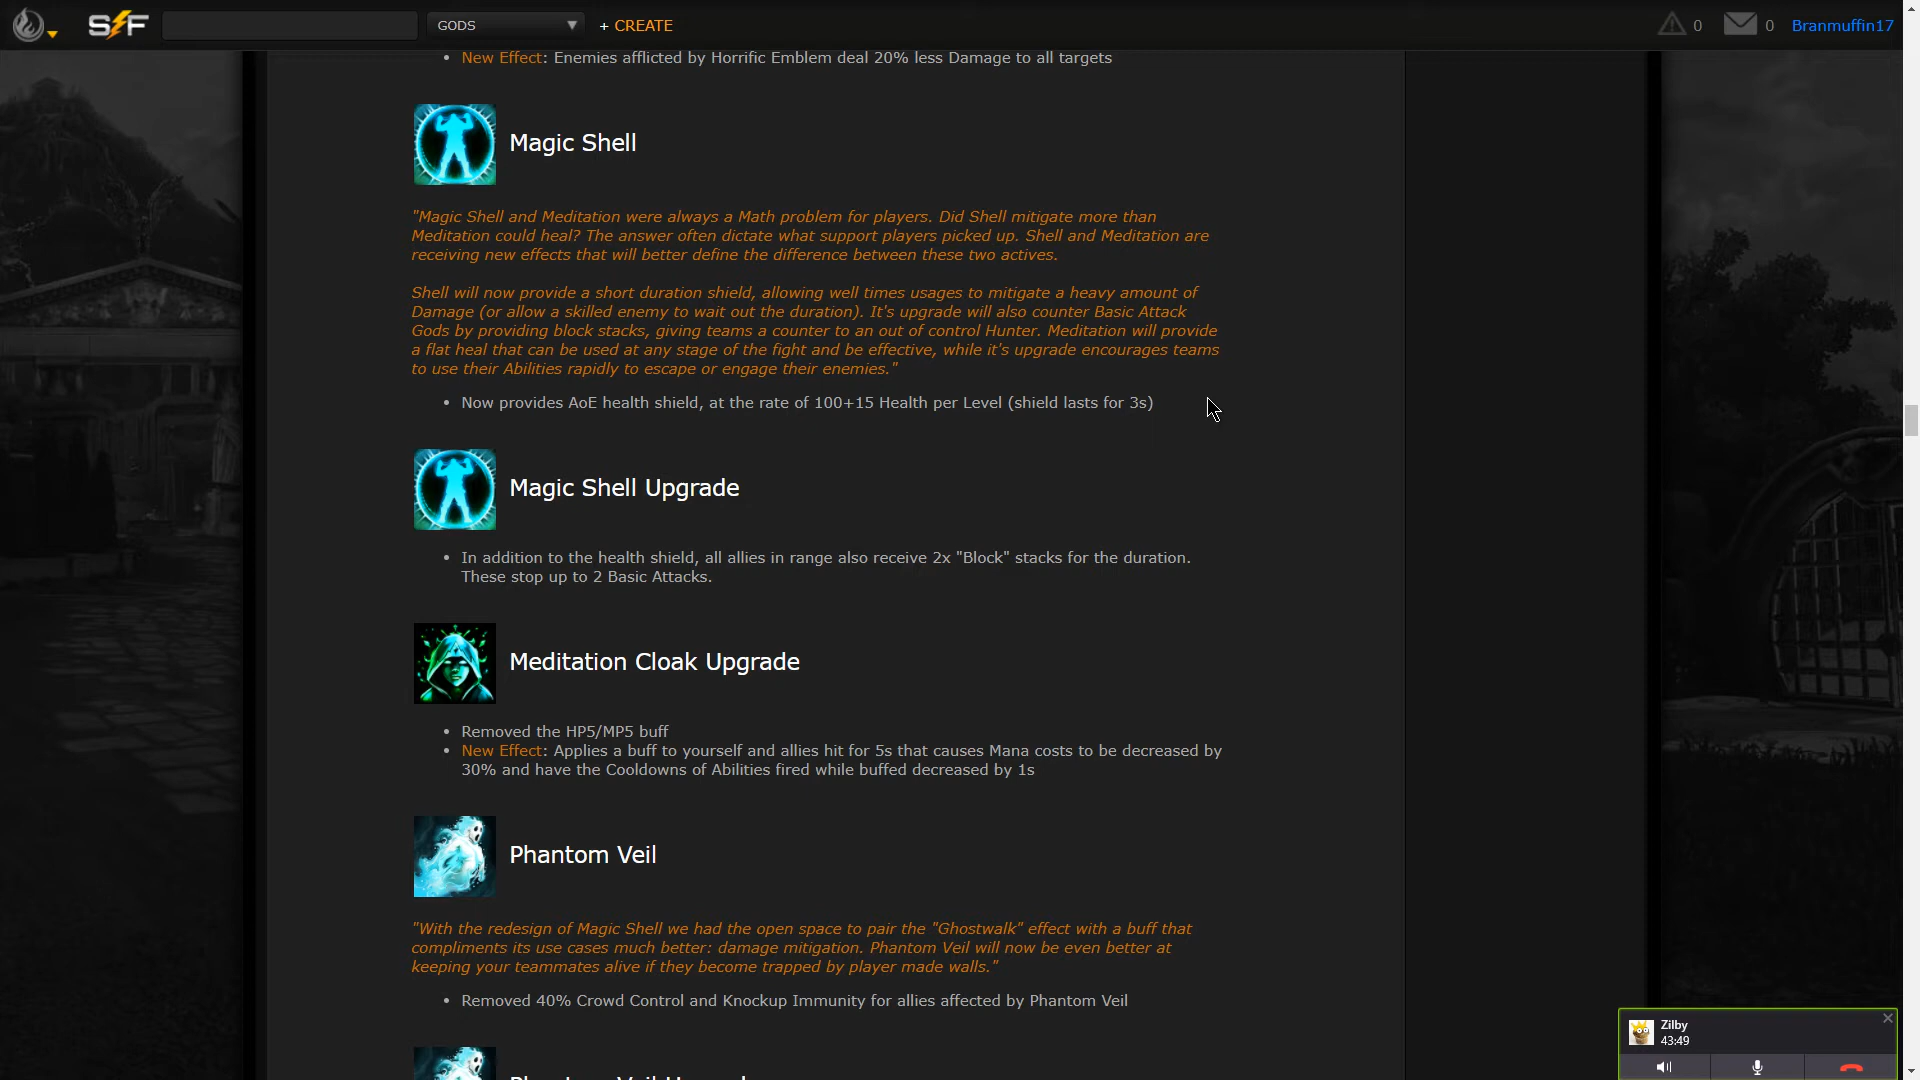 SF
GODS
+ CREATE
0
0
Branmuffin17
• New Effect: Enemies afflicted by Horrific Emblem deal 20% less Damage to all targets
Magic Shell
"Magic Shell and Meditation were always a Math problem for players. Did Shell mitigate more than
Meditation could heal? The answer often dictate what support players picked up. Shell and Meditation are
receiving new effects that will better define the difference between these two actives.
Shell will now provide a short duration shield, allowing well times usages to mitigate a heavy amount of
Damage (or allow a skilled enemy to wait out the duration). It's upgrade will also counter Basic Attack
Gods by providing block stacks, giving teams a counter to an out of control Hunter. Meditation will provide
a flat heal that can be used at any stage of the fight and be effective, while it's upgrade encourages teams
to use their Abilities rapidly to escape or engage their enemies."
• Now provides AoE health shield, at the rate of 100+15 Health per Level (shield lasts for 3s)
Magic Shell Upgrade
• In addition to the health shield, all allies in range also receive 2x "Block" stacks for the duration.
These stop up to 2 Basic Attacks.
Meditation Cloak Upgrade
• Removed the HP5/MP5 buff
• New Effect: Applies a buff to yourself and allies hit for 5s that causes Mana costs to be decreased by
30% and have the Cooldowns of Abilities fired while buffed decreased by 1s
Phantom Veil
"With the redesign of Magic Shell we had the open space to pair the "Ghostwalk" effect with a buff that
compliments its use cases much better: damage mitigation. Phantom Veil will now be even better at
keeping your teammates alive if they become trapped by player made walls."
• Removed 40% Crowd Control and Knockup Immunity for allies affected by Phantom Veil
Phantom Veil Upgrade
Zilby
43:49